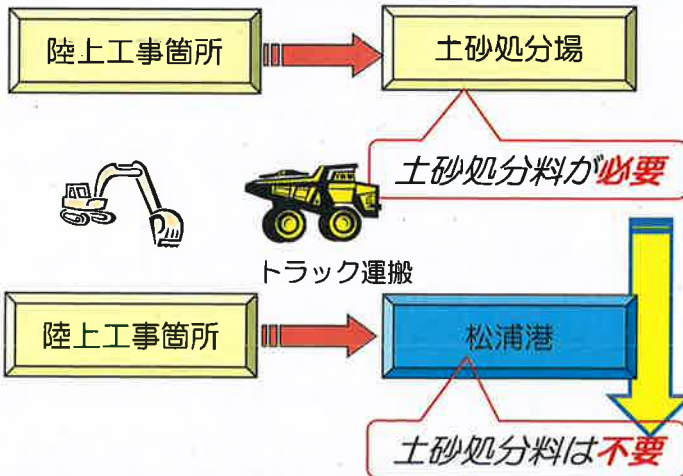 陸上工事箇所
土砂処分場
土砂処分料が必要
トラック運搬
陸上工事箇所
松浦港
土砂処分料は不要